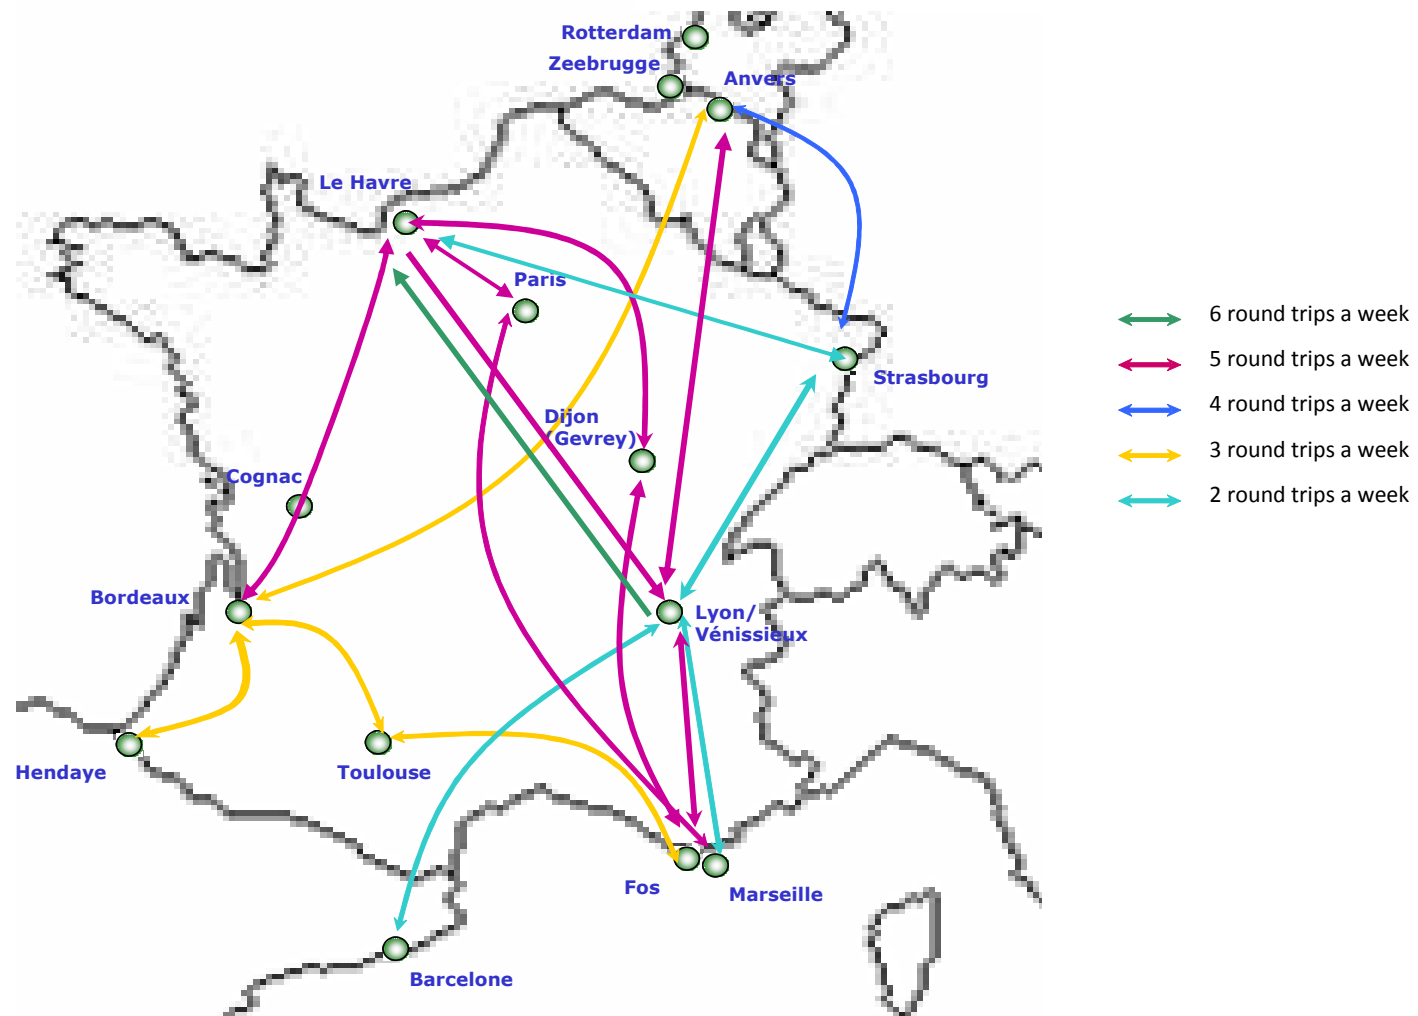 Rotterdam
Zeebrugge
Anvers
Le Havre
Paris
Strasbourg
Dijon
(Gevrey)
Cognac
Bordeaux
Lyon/
Vénissieux
Hendaye
Toulouse
Fos
Marseille
Barcelone
6 round trips a week
5 round trips a week
4 round trips a week
3 round trips a week
2 round trips a week